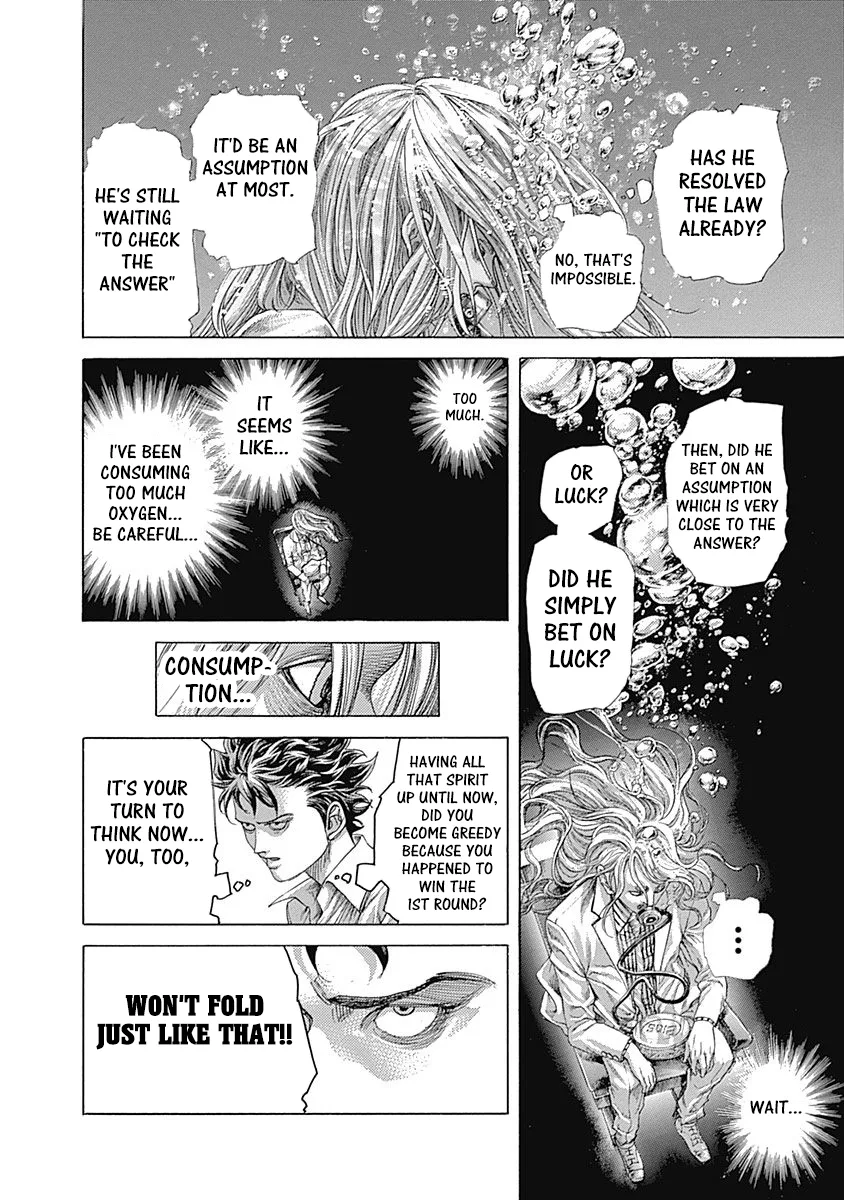 HAS HE
RESOLVED
THE LAW
ALREADY?
NO, THAT'S
IMPOSSIBLE.
IT'D BE AN
ASSUMPTION
AT MOST.
HE'S STILL
WAITING
"TO CHECK
THE
ANSWER"
THEN, DID HE
BET ON AN
ASSUMPTION
WHICH IS VERY
CLOSE TO THE
ANSWER?
OR
LUCK?
DID HE
SIMPLY
BET ON
LUCK?
...
WAIT...
TOO
MUCH.
IT
SEEMS
LIKE...
I'VE BEEN
CONSUMING
TOO MUCH
OXYGEN...
BE CAREFUL...
CONSUMP-
TION...
HAVING ALL
THAT SPIRIT
UP UNTIL NOW,
DID YOU
BECOME GREEDY
BECAUSE YOU
HAPPENED TO
WIN THE
1ST ROUND?
IT'S YOUR
TURN TO
THINK NOW...
YOU, TOO,
WON'T FOLD
JUST LIKE THAT!!